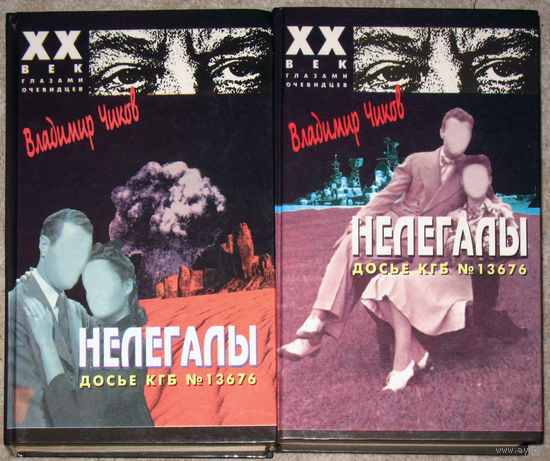 XX
ВЕК
ГЛАЗАМИ
ОЧЕВИДЦЕВ
Владимир Чиков
НЕЛЕГАЛЫ
ДОСЬЕ КГБ №13676
XX
ВЕК
ГЛАЗАМИ
ОЧЕВИДЦЕВ
Владимир Чиков
НЕЛЕГАЛЫ
ДОСЬЕ КГБ №13676